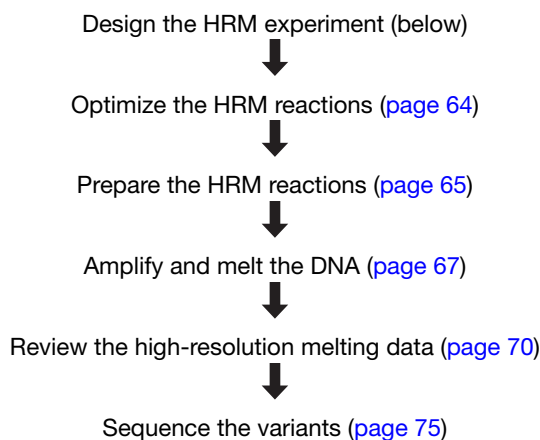 Design the HRM experiment (below)
Optimize the HRM reactions (page 64)
Prepare the HRM reactions (page 65)
Amplify and melt the DNA (page 67)
Review the high-resolution melting data (page 70)
Sequence the variants (page 75)